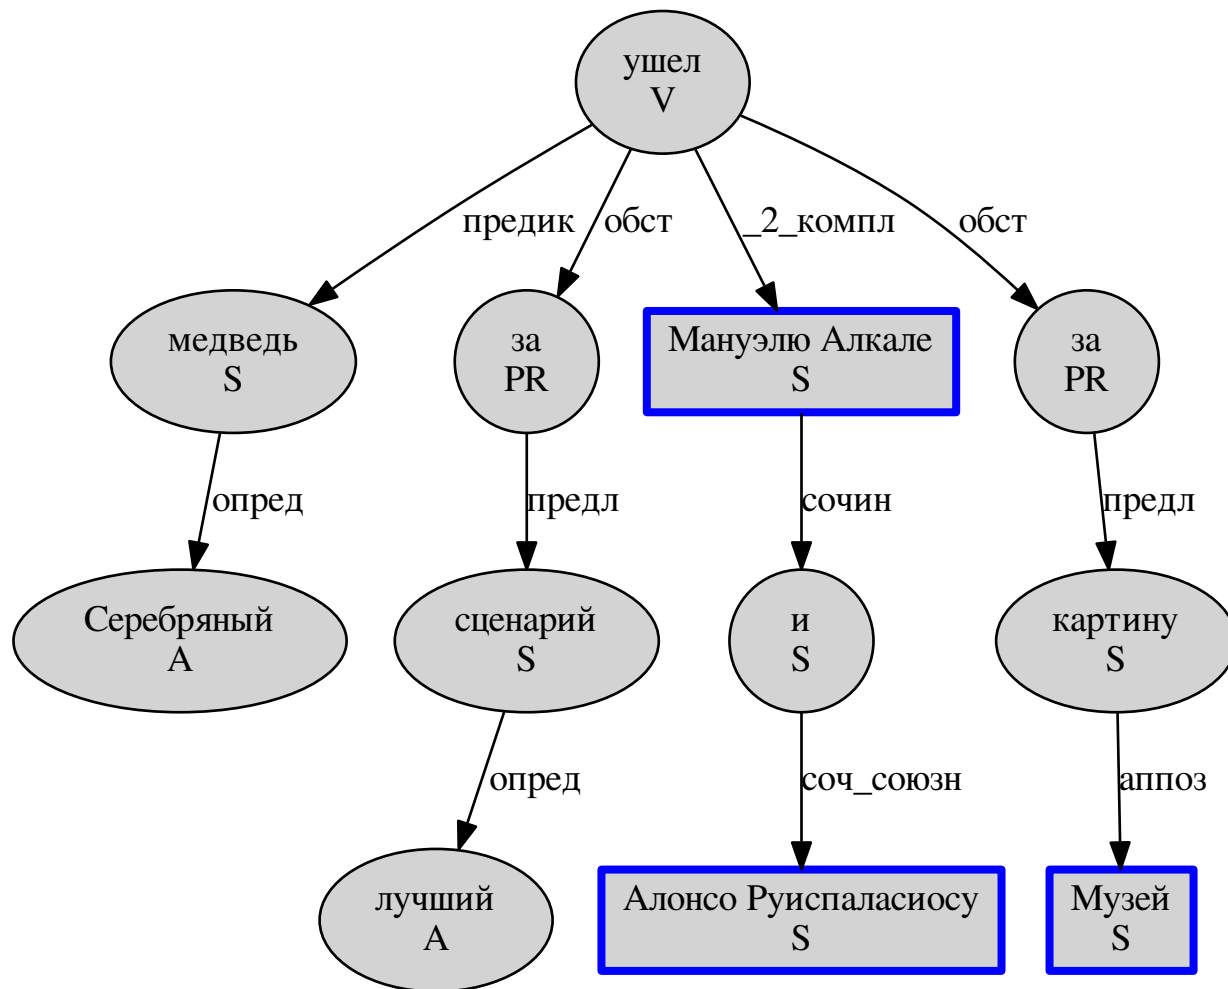 ушел
V
предик
обст
_2_компл
обст
медведь
S
за
PR
Мануэлю Алкале
S
за
PR
опред
предл
сочин
предл
Серебряный
A
сценарий
S
и
S
картину
S
опред
соч_союзн
аппоз
лучший
A
Алонсо Руиспаласиосу
S
Музей
S